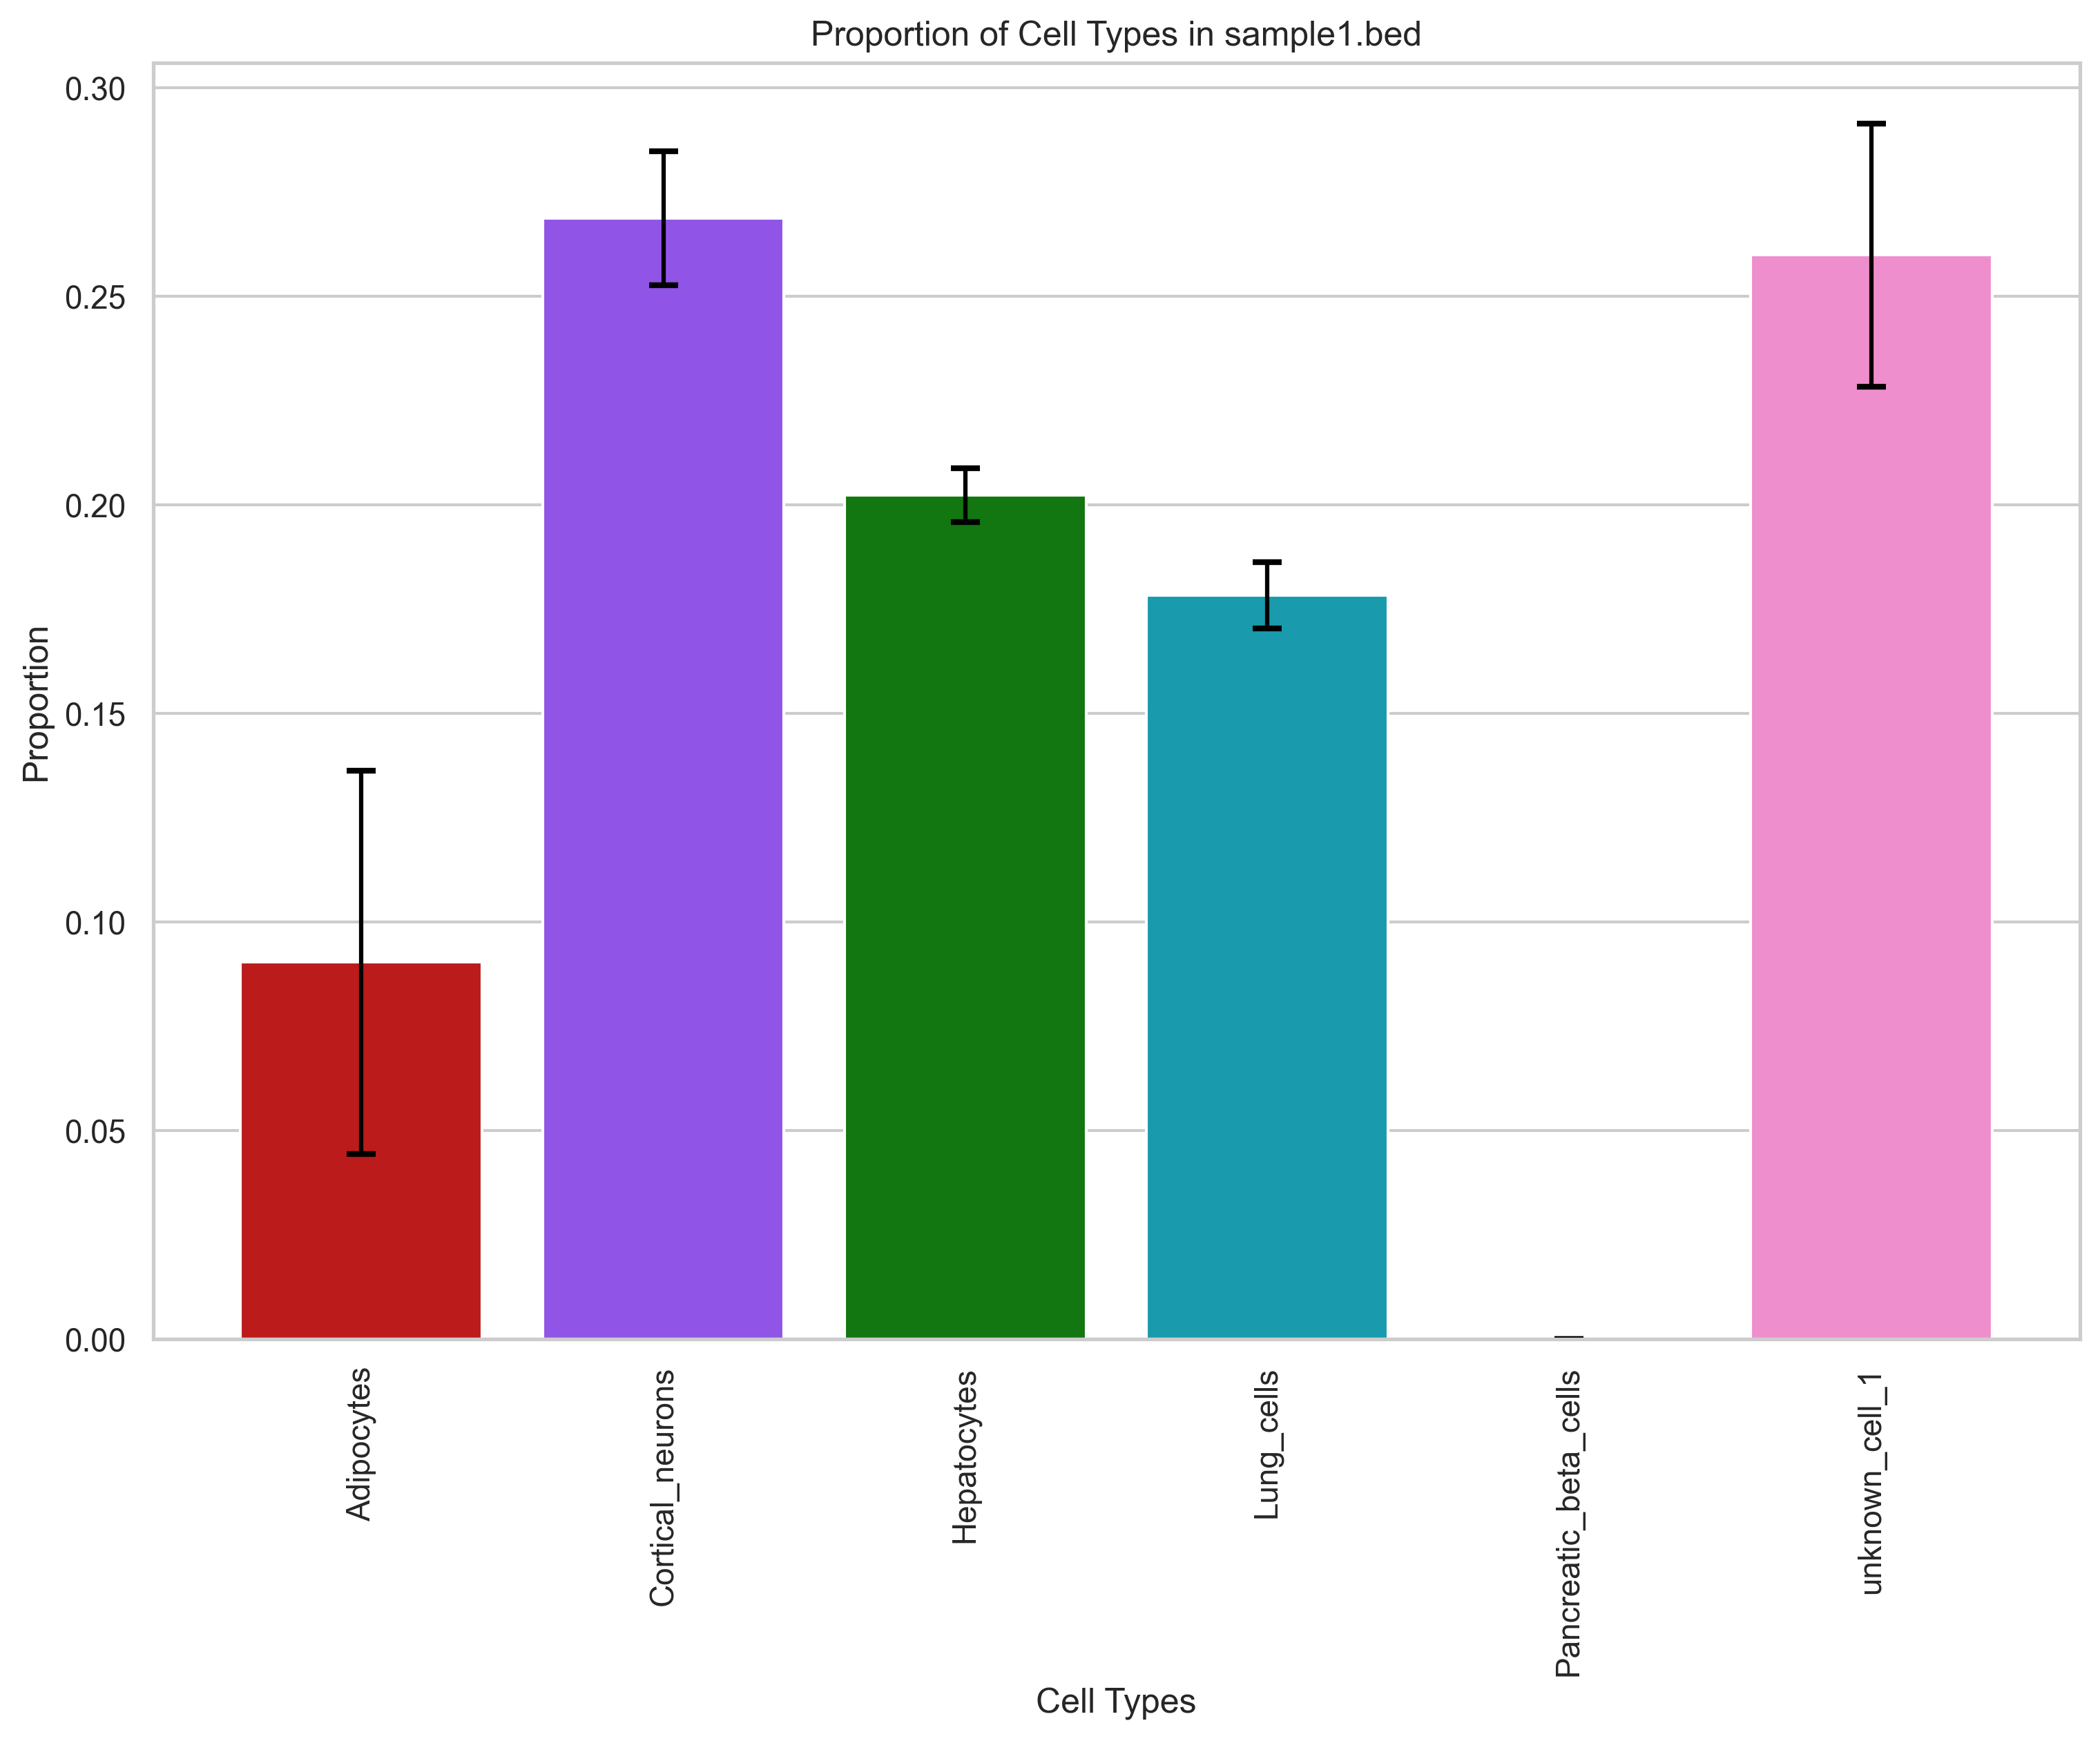 Proportion of Cell Types in sample1.bed
Proportion
0.30
0.25
0.20
0.15
0.10
0.05
0.00
Adipocytes
Cortical_neurons
Hepatocytes
Lung_cells
Pancreatic_beta_cells
unknown_cell_1
Cell Types